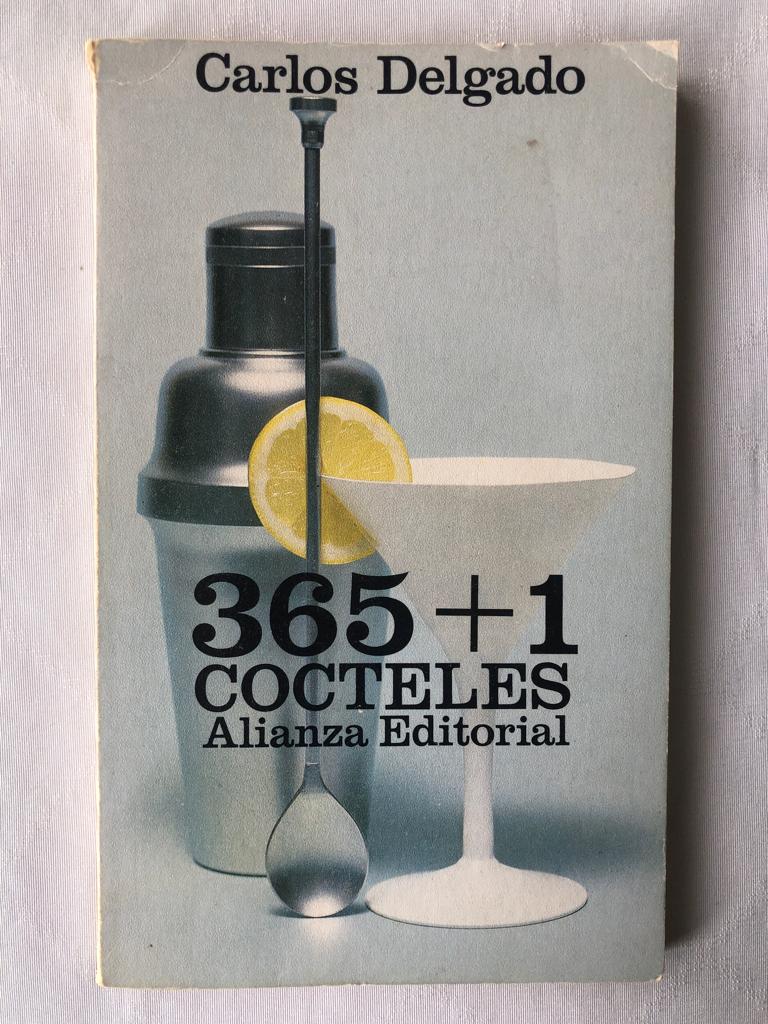 Carlos Delgado
365+1
COCTELES
Alianza Editorial